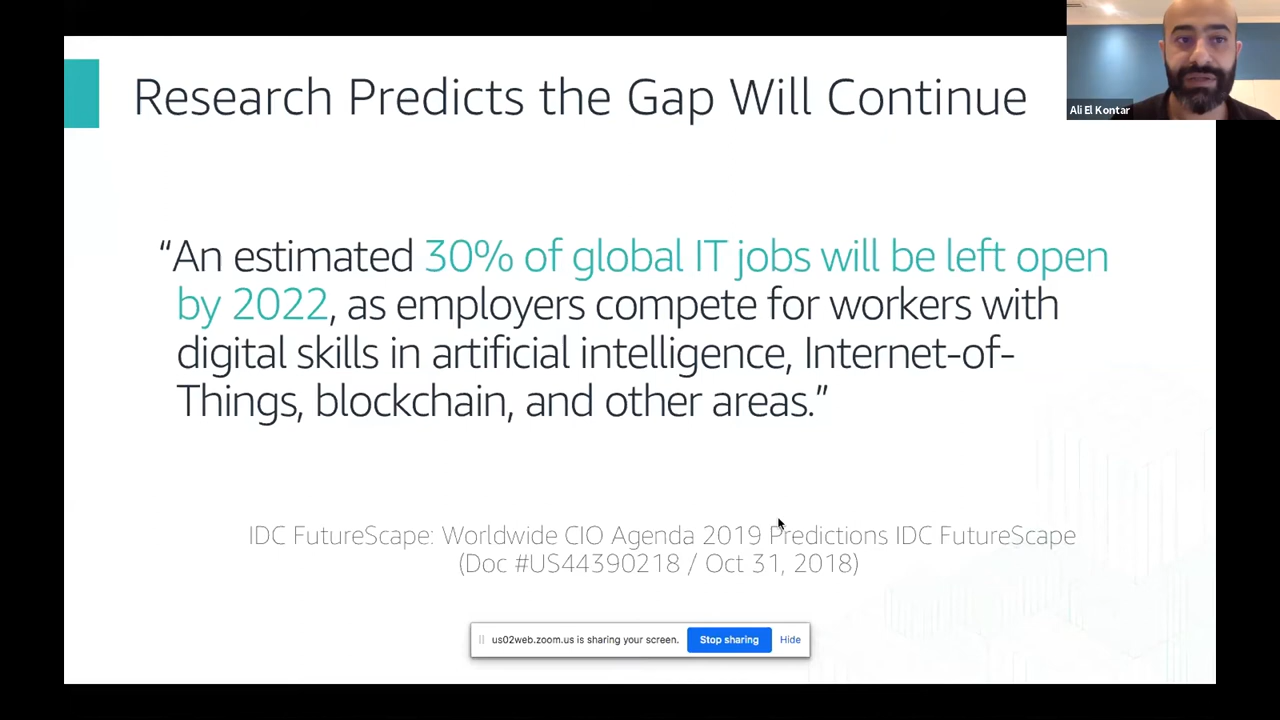 Research Predicts the Gap Will Continue
Ali El Kontar
“An estimated 30% of global IT jobs will be left open
by 2022, as employers compete for workers with
digital skills in artificial intelligence, Internet-of-
Things, blockchain, and other areas.”
IDC FutureScape: Worldwide CIO Agenda 2019 Predictions IDC FutureScape
(Doc #US44390218 / Oct 31, 2018)
us02web.zoom.us is sharing your screen. Stop sharing Hide